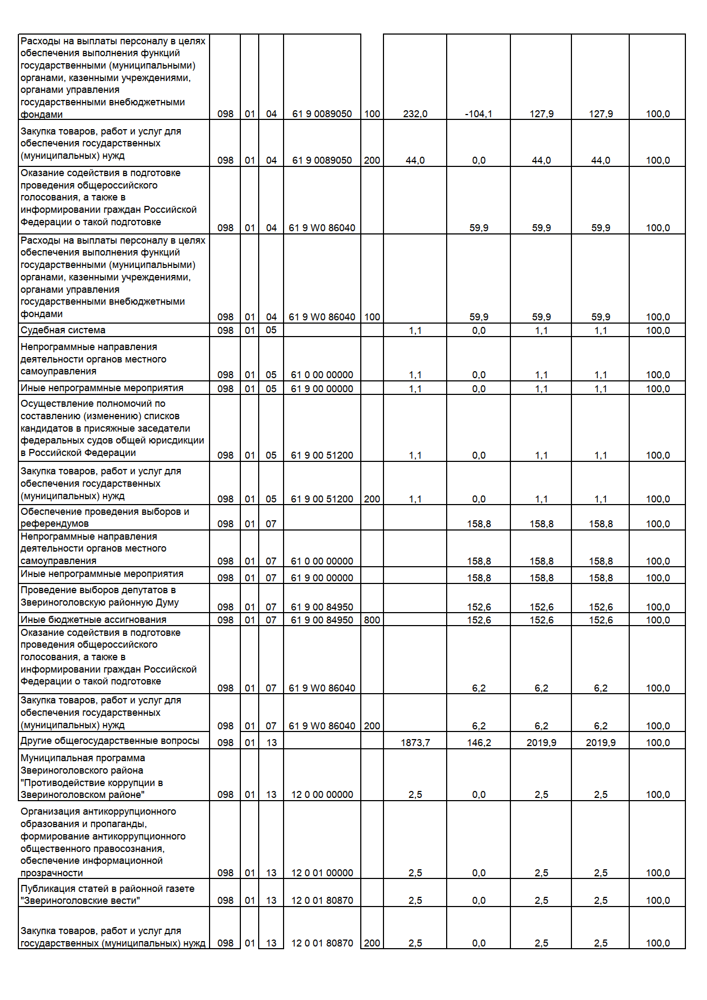 Расходы на выплаты персоналу в целях
обеспечения выполнения функций
государственными (муниципальными)
органами, казенными учреждениями,
органами управления
государственными внебюджетными
фондами 098 01 04 61 9 0089050 100 232,0 -104,1 127,9 127,9 100,0
Закупка товаров, работ и услуг для
обеспечения государственных
(муниципальных) нужд 098 01 04 61 9 0089050 200 44,0 0,0 44,0 44,0 100,0
Оказание содействия в подготовке
проведения общероссийского
голосования, а также в
информировании граждан Российской
Федерации о такой подготовке 098 01 04 61 9 W0 86040 59,9 59,9 59,9 100,0
Расходы на выплаты персоналу в целях
обеспечения выполнения функций
государственными (муниципальными)
органами, казенными учреждениями,
органами управления
государственными внебюджетными
фондами 098 01 04 61 9 W0 86040 100 59,9 59,9 59,9 100,0
Судебная система 098 01 05 1,1 0,0 1,1 1,1 100,0
Непрограммные направления
деятельности органов местного
самоуправления 098 01 05 61 0 00 00000 1,1 0,0 1,1 1,1 100,0
Иные непрограммные мероприятия 098 01 05 61 9 00 00000 1,1 0,0 1,1 1,1 100,0
Осуществление полномочий по
составлению (изменению) списков
кандидатов в присяжные заседатели
федеральных судов общей юрисдикции
в Российской Федерации 098 01 05 61 9 00 51200 1,1 0,0 1,1 1,1 100,0
Закупка товаров, работ и услуг для
обеспечения государственных
(муниципальных) нужд 098 01 05 61 9 00 51200 200 1,1 0,0 1,1 1,1 100,0
Обеспечение проведения выборов и
референдумов 098 01 07 158,8 158,8 158,8 100,0
Непрограммные направления
деятельности органов местного
самоуправления 098 01 07 61 0 00 00000 158,8 158,8 158,8 100,0
Иные непрограммные мероприятия 098 01 07 61 9 00 00000 158,8 158,8 158,8 100,0
Проведение выборов депутатов в
Звериноголовскую районную Думу 098 01 07 61 9 00 84950 152,6 152,6 152,6 100,0
Иные бюджетные ассигнования 098 01 07 61 9 00 84950 800 152,6 152,6 152,6 100,0
Оказание содействия в подготовке
проведения общероссийского
голосования, а также в
информировании граждан Российской
Федерации о такой подготовке 098 01 07 61 9 W0 86040 6,2 6,2 6,2 100,0
Закупка товаров, работ и услуг для
обеспечения государственных
(муниципальных) нужд 098 01 07 61 9 W0 86040 200 6,2 6,2 6,2 100,0
Другие общегосударственные вопросы 098 01 13 1873,7 146,2 2019,9 2019,9 100,0
Муниципальная программа
Звериноголовского района
"Противодействие коррупции в
Звериноголовском районе" 098 01 13 12 0 00 00000 2,5 0,0 2,5 2,5 100,0
Организация антикоррупционного
образования и пропаганды,
формирование антикоррупционного
общественного правосознания,
обеспечение информационной
прозрачности 098 01 13 12 0 01 00000 2,5 0,0 2,5 2,5 100,0
Публикация статей в районной газете
"Звериноголовские вести" 098 01 13 12 0 01 80870 2,5 0,0 2,5 2,5 100,0
Закупка товаров, работ и услуг для
государственных (муниципальных) нужд 098 01 13 12 0 01 80870 200 2,5 0,0 2,5 2,5 100,0